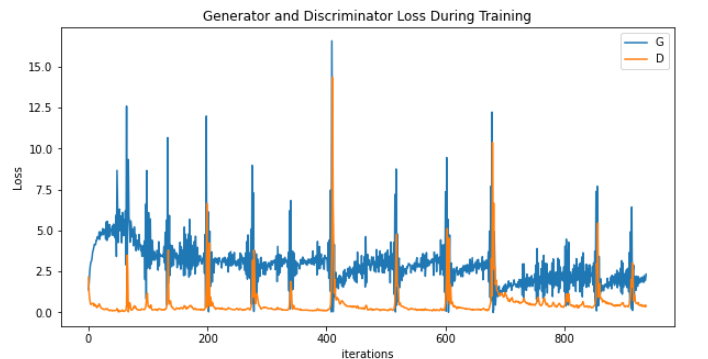 Generator and Discriminator Loss During Training
G
D
15.0
12.5
10.0
7.5
5.0
2.5
0.0
Loss
0
200
400
600
800
iterations